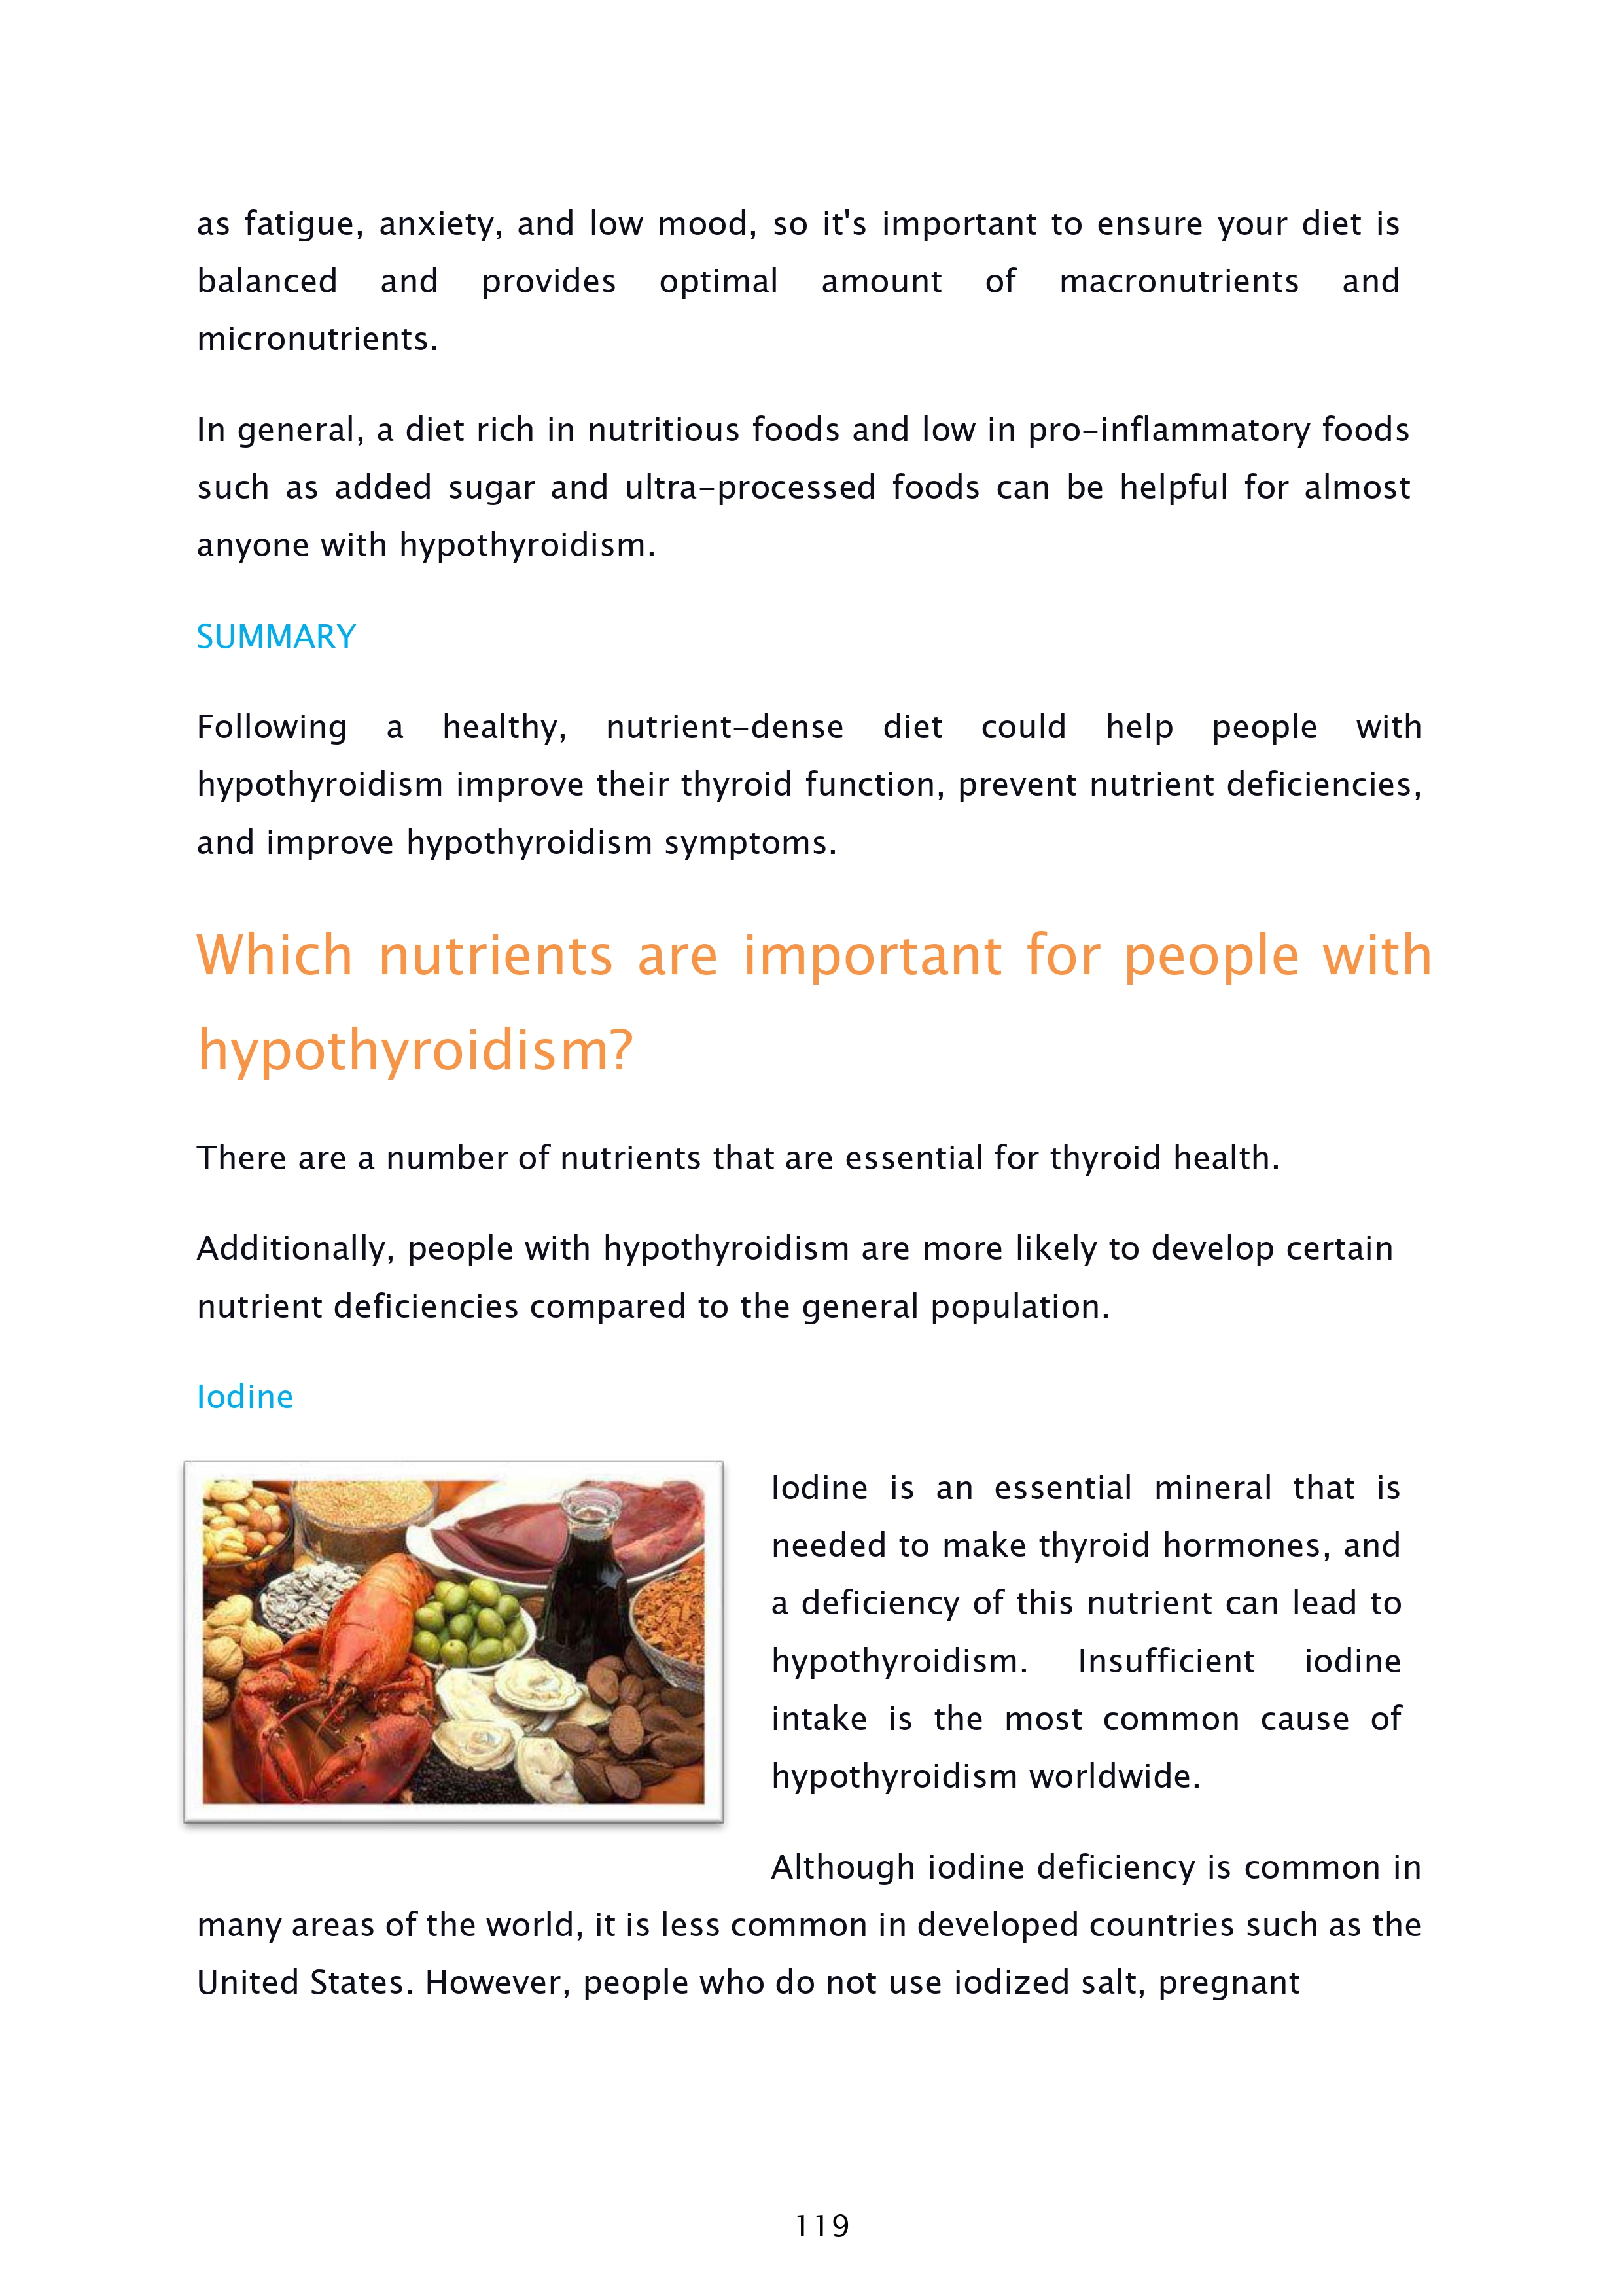 as fatigue, anxiety, and low mood, so it's important to ensure your diet is
balanced and provides optimal amount of macronutrients and
micronutrients.
In general, a diet rich in nutritious foods and low in pro-inflammatory foods
such as added sugar and ultra-processed foods can be helpful for almost
anyone with hypothyroidism.
SUMMARY
Following a healthy, nutrient-dense diet could help people with
hypothyroidism improve their thyroid function, prevent nutrient deficiencies,
and improve hypothyroidism symptoms.
Which nutrients are important for people with
hypothyroidism?
There are a number of nutrients that are essential for thyroid health.
Additionally, people with hypothyroidism are more likely to develop certain
nutrient deficiencies compared to the general population.
Iodine
Iodine is an essential mineral that is
needed to make thyroid hormones, and
a deficiency of this nutrient can lead to
hypothyroidism. Insufficient iodine
intake is the most common cause of
hypothyroidism worldwide.
Although iodine deficiency is common in
many areas of the world, it is less common in developed countries such as the
United States. However, people who do not use iodized salt, pregnant
119